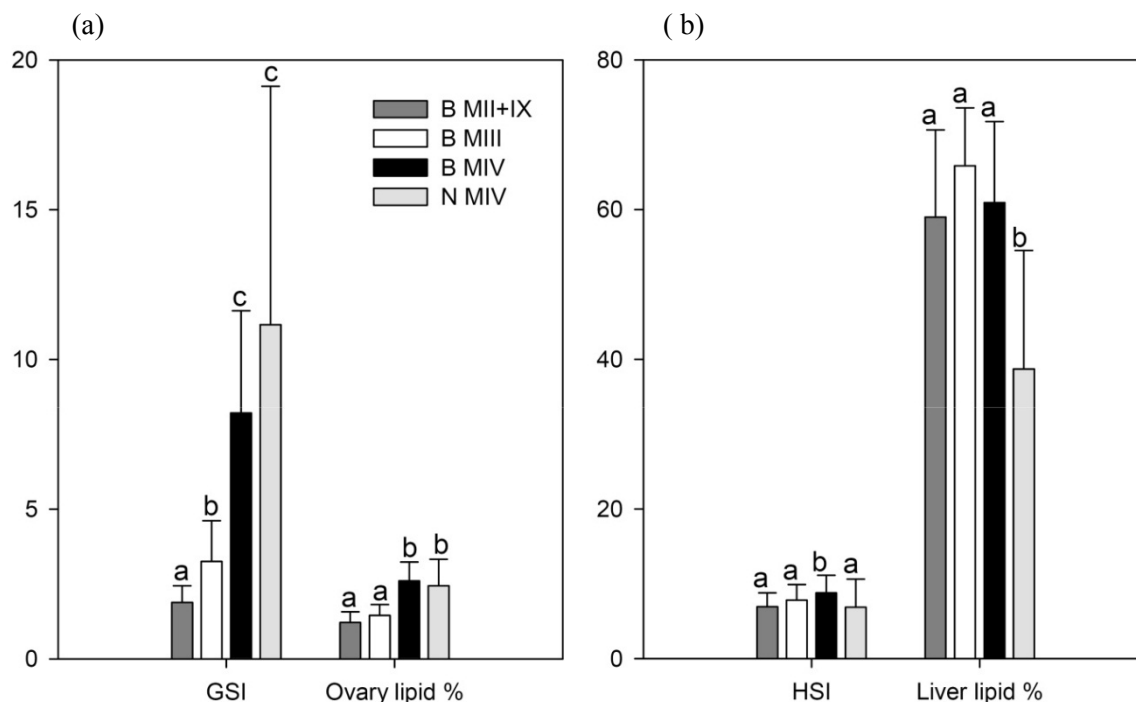 (a)
( b)
20
15
10
5
0
c
c
b
a
a a
b b
B MII+IX
B MIII
B MIV
N MIV
GSI Ovary lipid %
80
60
40
20
0
a a b a
a
a
a
b
HSI Liver lipid %